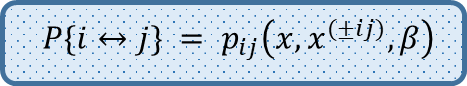 P{i ↔ j} = p_{ij}(x, x^{(±ij)}, β)